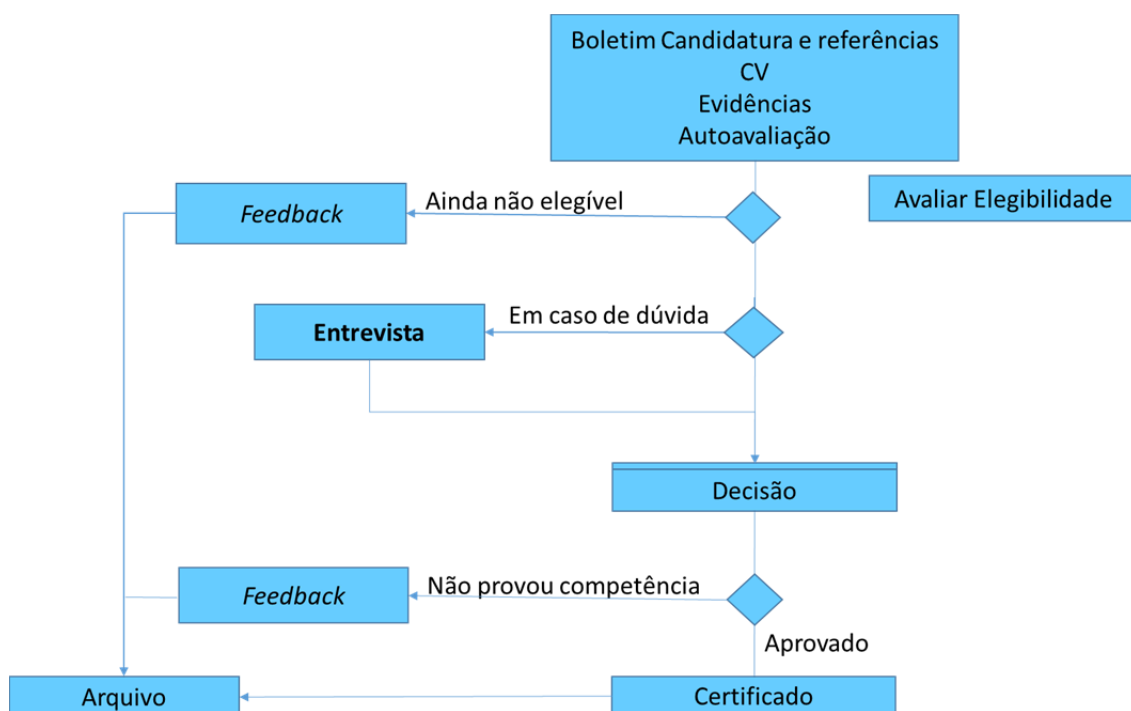 Boletim Candidatura e referências
CV
Evidências
Autoavaliação
Avaliar Elegibilidade
Feedback
Ainda não elegível
Entrevista
Em caso de dúvida
Decisão
Feedback
Não provou competência
Aprovado
Arquivo
Certificado